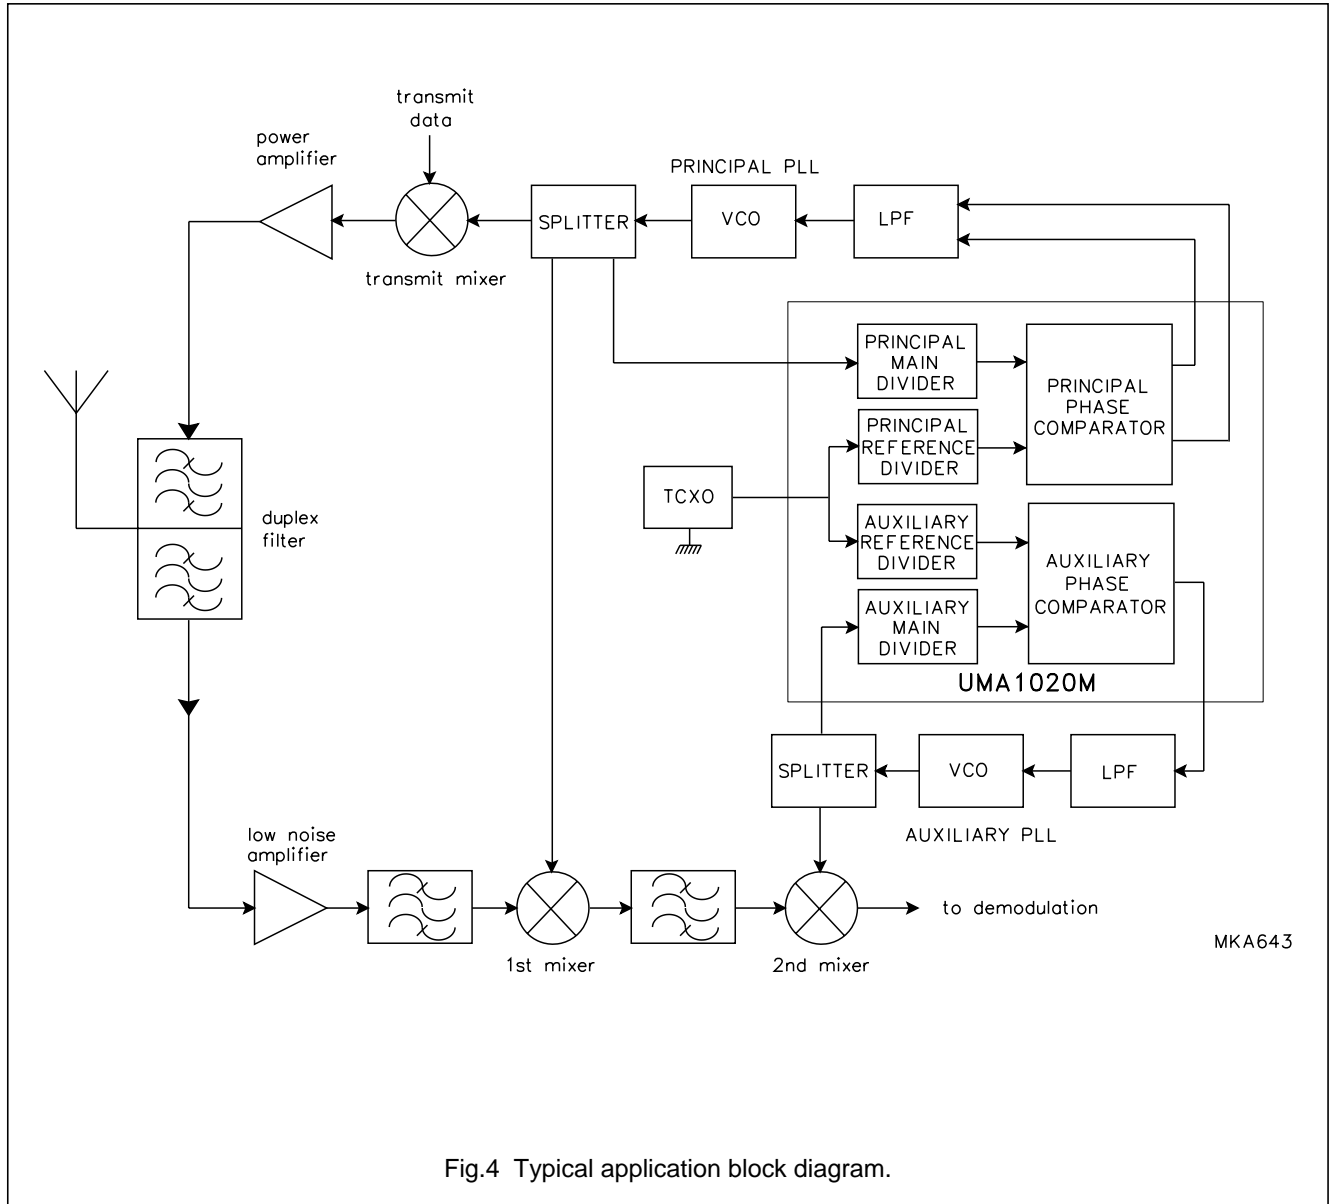 transmit
data
power
amplifier
PRINCIPAL PLL
SPLITTER
VCO
LPF
transmit mixer
PRINCIPAL
MAIN
DIVIDER
PRINCIPAL
PHASE
COMPARATOR
PRINCIPAL
REFERENCE
DIVIDER
TCXO
duplex
filter
AUXILIARY
REFERENCE
DIVIDER
AUXILIARY
PHASE
COMPARATOR
AUXILIARY
MAIN
DIVIDER
UMA1020M
SPLITTER
VCO
LPF
AUXILIARY PLL
low noise
amplifier
to demodulation
1st mixer
2nd mixer
MKA643
Fig.4 Typical application block diagram.